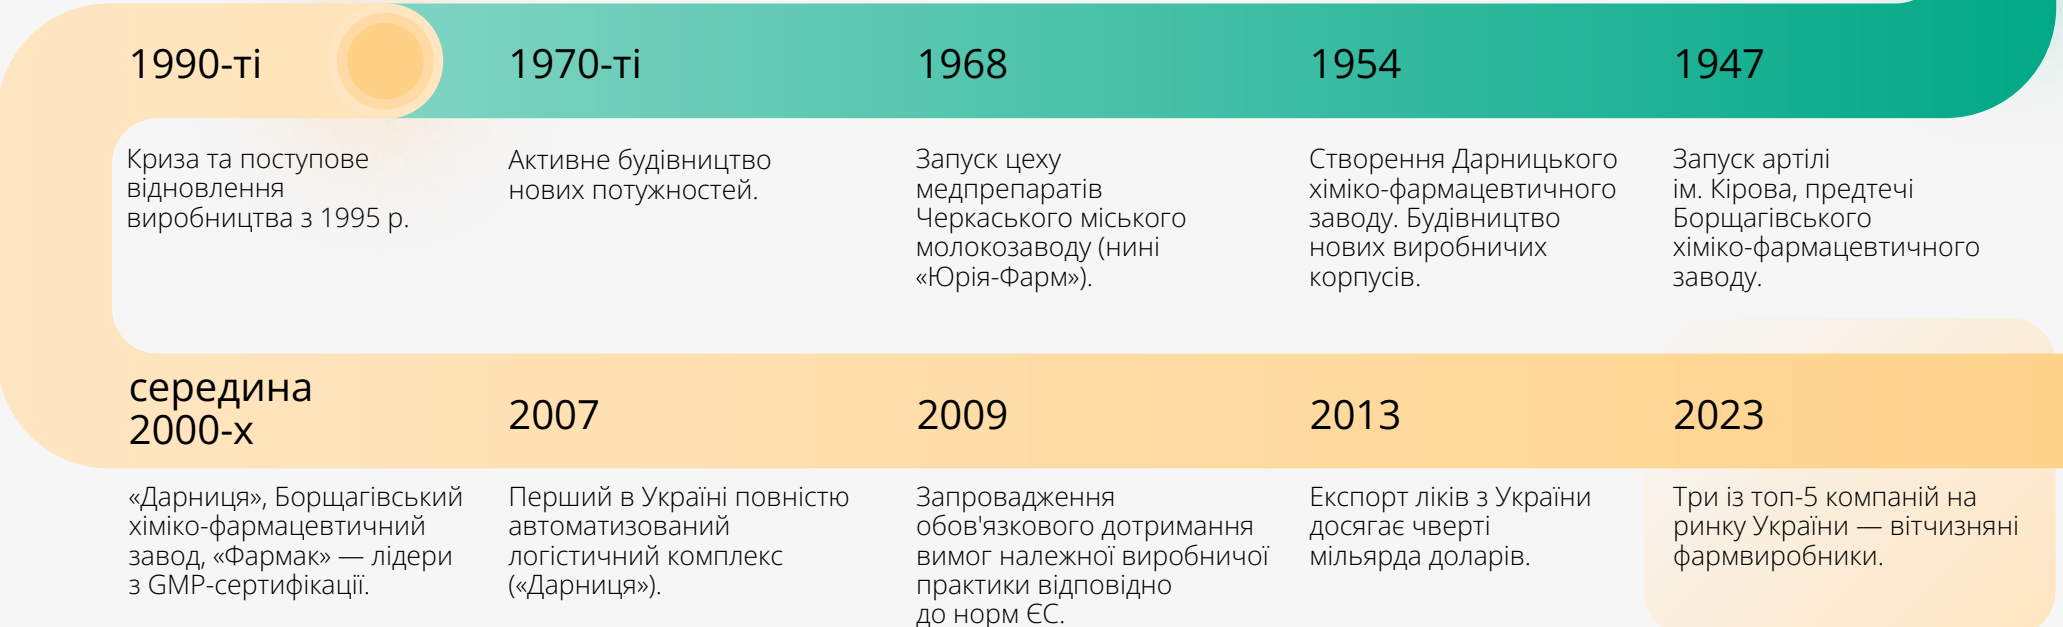 1990-ті
Криза та поступове
відновлення
виробництва з 1995 р.
1970-ті
Активне будівництво
нових потужностей.
1968
Запуск цеху
медпрепаратів
Черкаського міського
молокозаводу (нині
«Юрія-Фарм»).
1954
Створення Дарницького
хіміко-фармацевтичного
заводу. Будівництво
нових виробничих
корпусів.
1947
Запуск артілі
ім. Кірова, предтечі
Борщагівського
хіміко-фармацевтичного
заводу.
середина
2000-х
«Дарниця», Борщагівський
хіміко-фармацевтичний
завод, «Фармак» — лідери
з GMP-сертифікації.
2007
Перший в Україні повністю
автоматизований
логістичний комплекс
(«Дарниця»).
2009
Запровадження
обов'язкового дотримання
вимог належної виробничої
практики відповідно
до норм ЄС.
2013
Експорт ліків з України
досягає чверті
мільярда доларів.
2023
Три із топ-5 компаній на
ринку України — вітчизняні
фармвиробники.